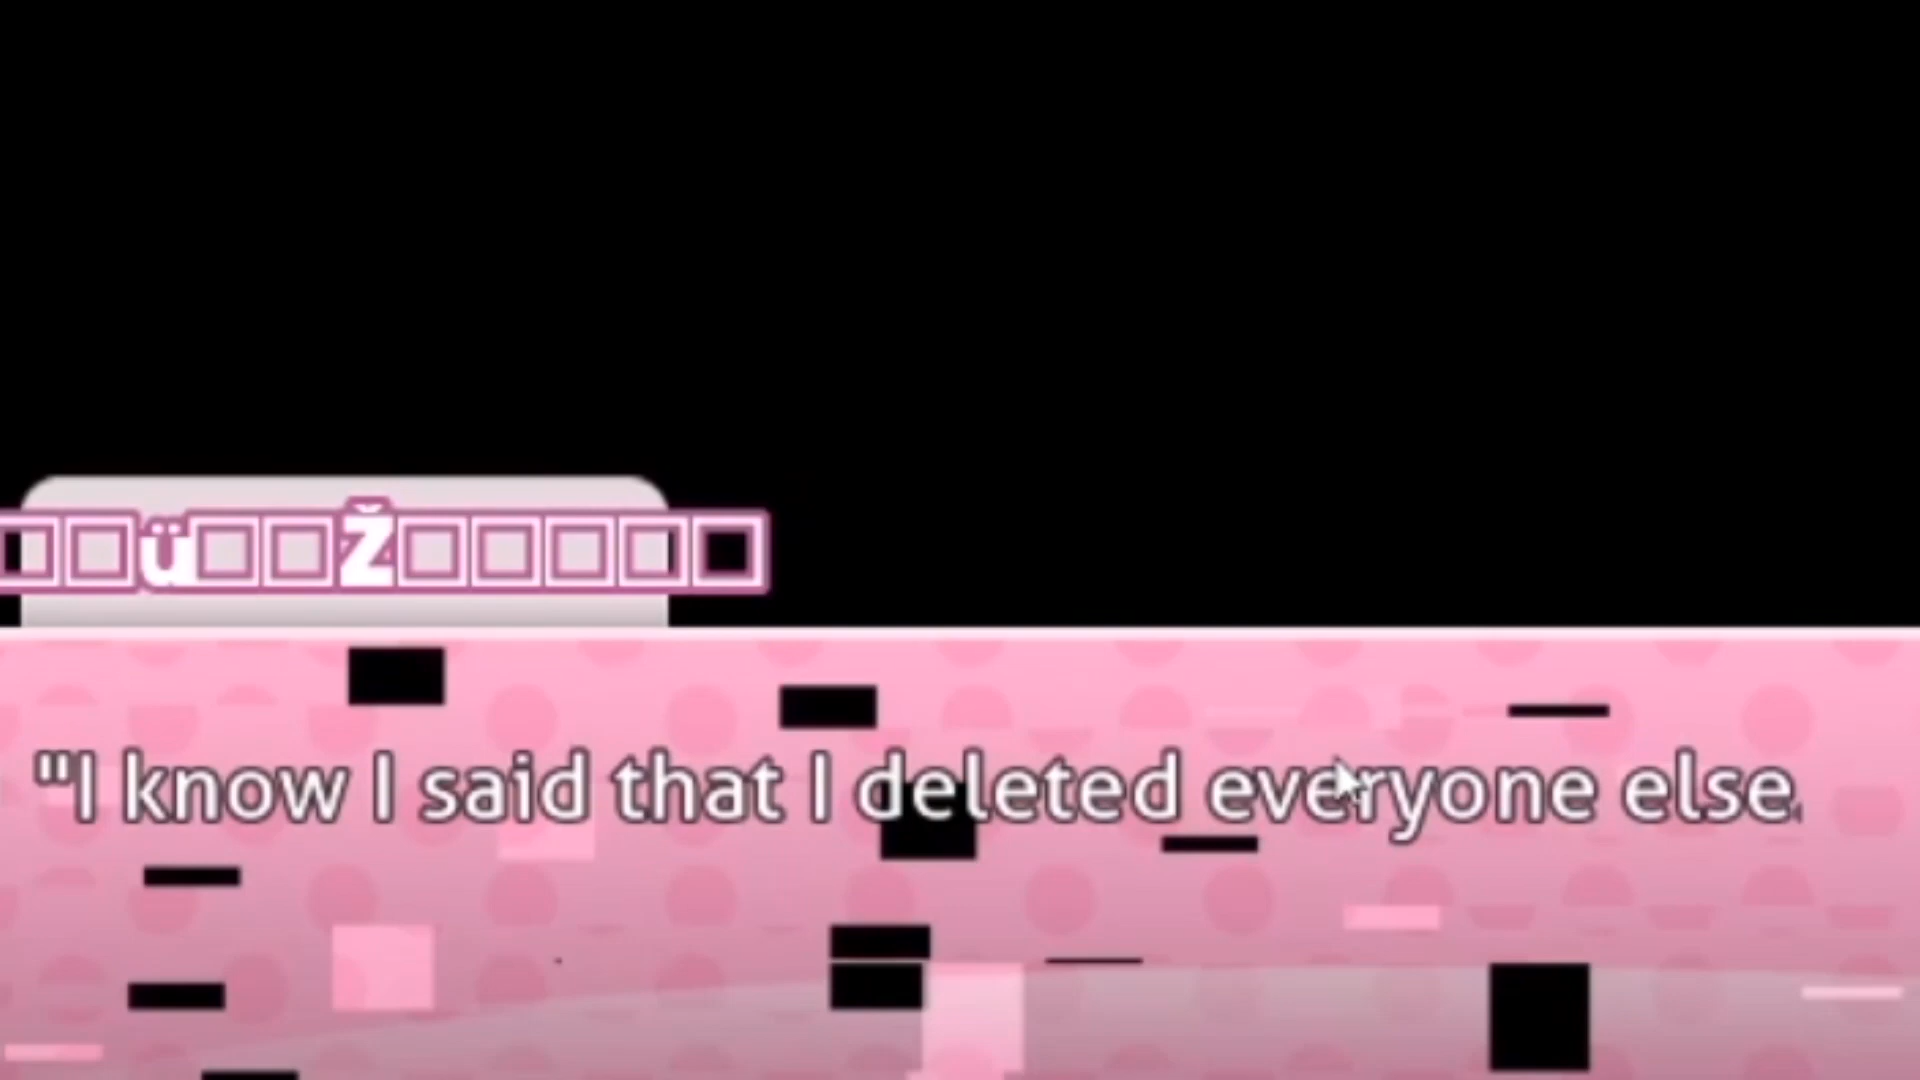 □□ü□□Ž□□□□□
"I know I said that I deleted everyone else,